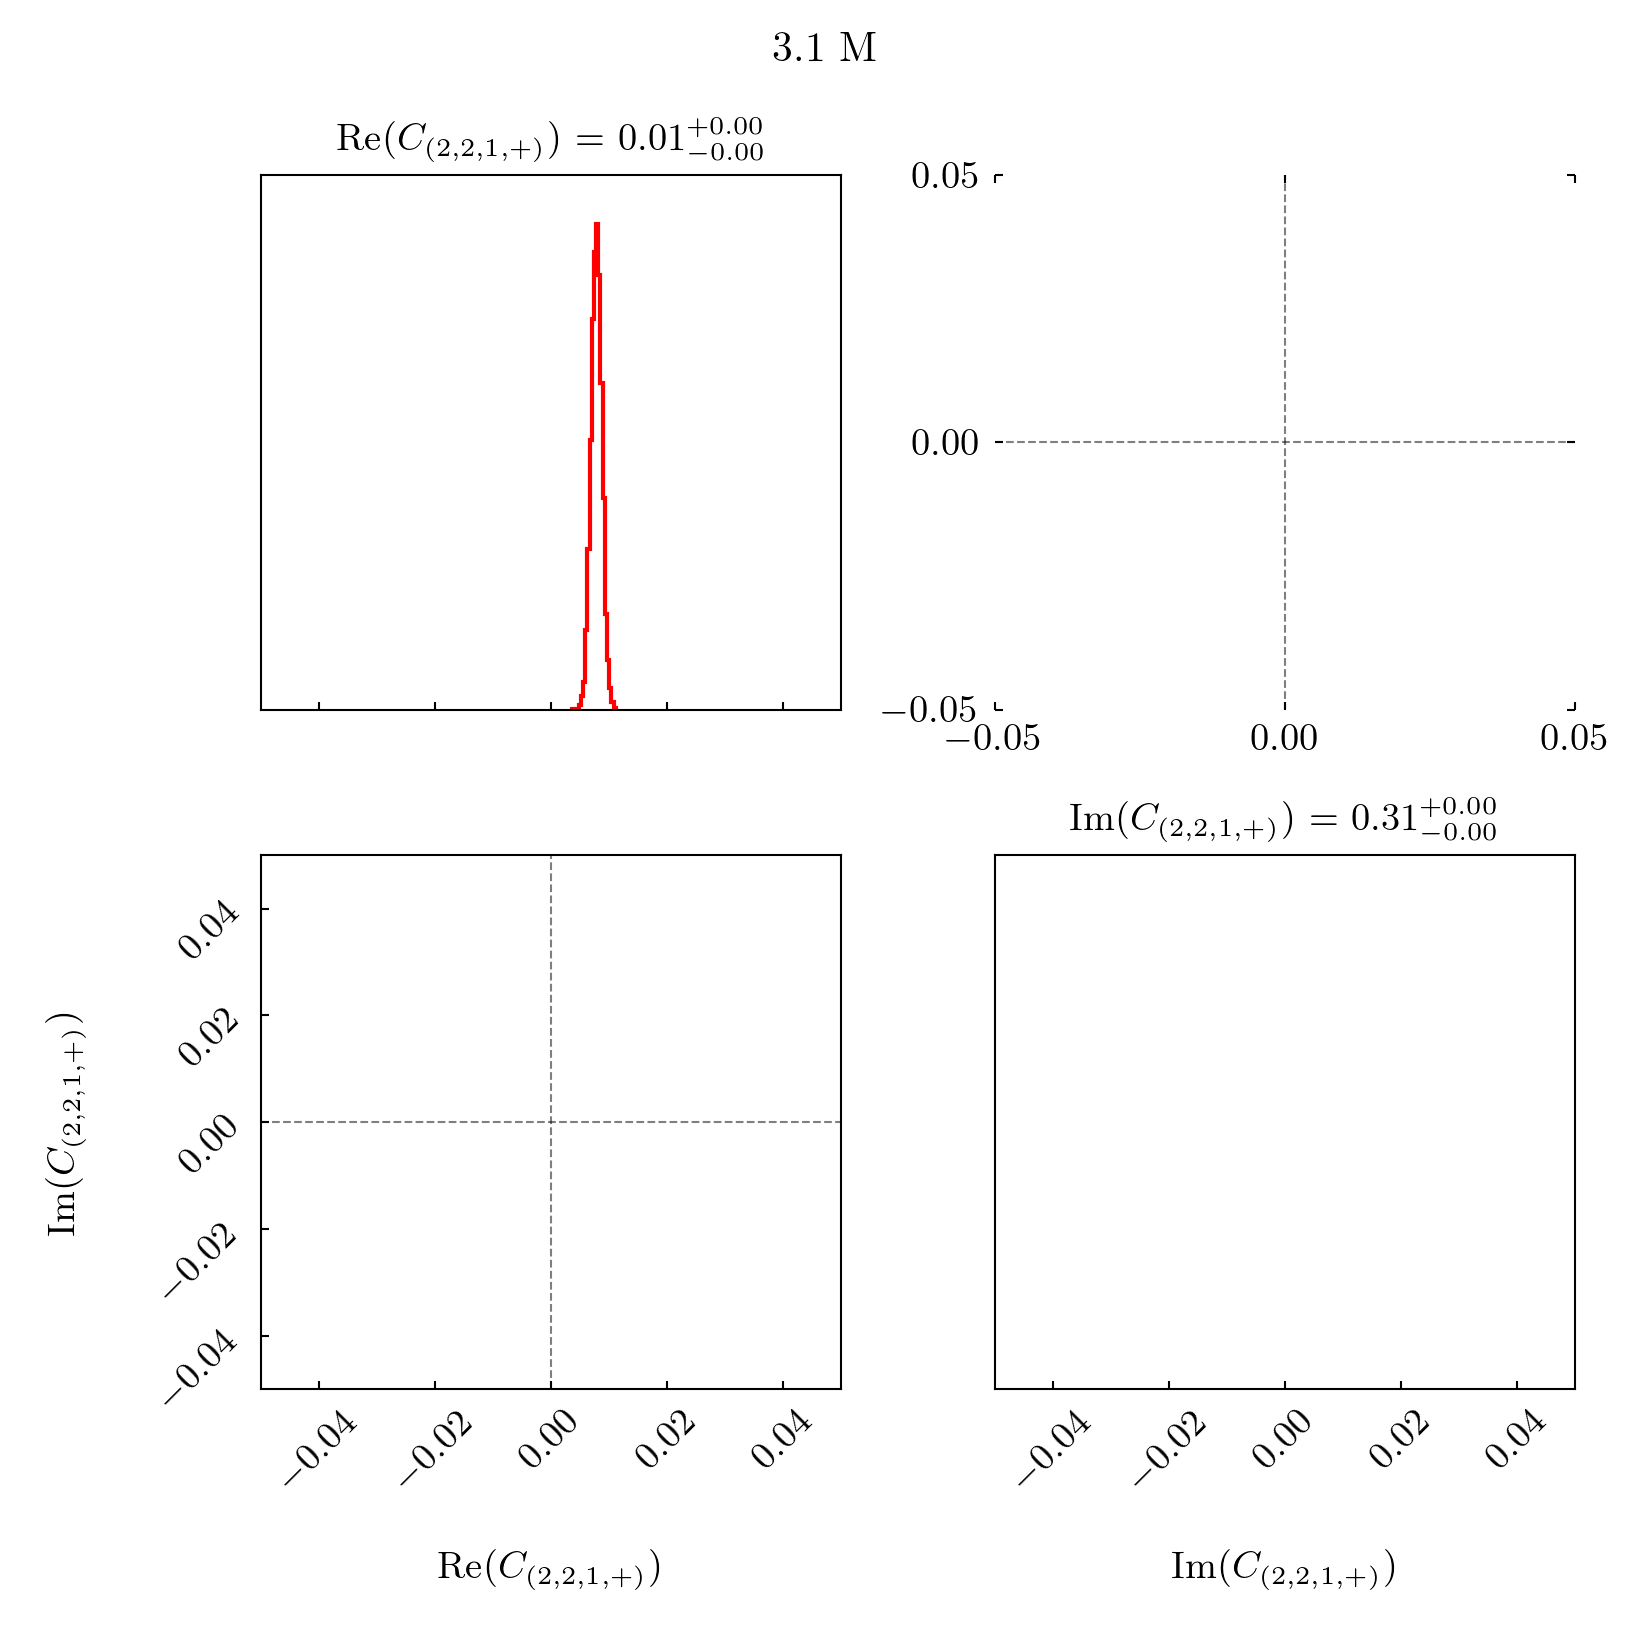 3.1 M
Re(C_{(2,2,1,+)}) = 0.01^{+0.00}_{-0.00}
0.05
0.00
−0.05
−0.05 0.00 0.05
Im(C_{(2,2,1,+)}) = 0.31^{+0.00}_{-0.00}
Im(C_{(2,2,1,+)})
0.04
0.02
0.00
−0.02
−0.04
−0.04 −0.02 0.00 0.02 0.04
−0.04 −0.02 0.00 0.02 0.04
Re(C_{(2,2,1,+)})
Im(C_{(2,2,1,+)})